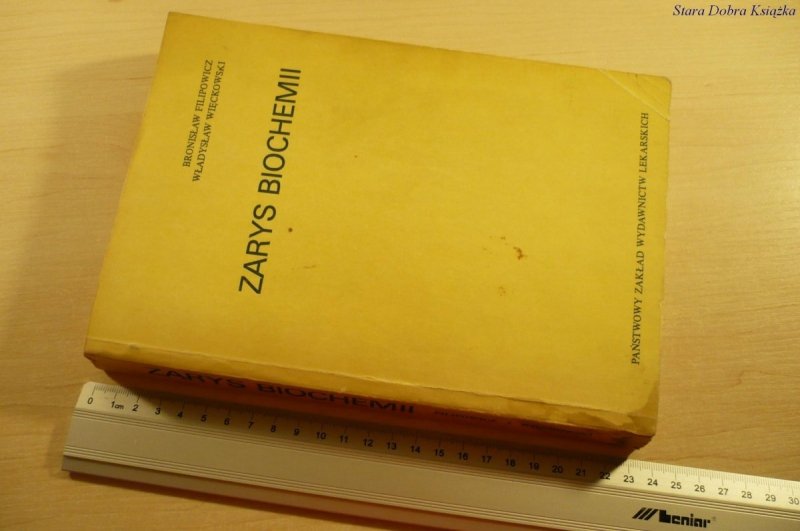 Stara Dobra Książka
BRONISŁAW FILIPOWICZ
WŁADYSŁAW WIĘCKOWSKI
ZARYS BIOCHEMII
PAŃSTWOWY ZAKŁAD WYDAWNICTW LEKARSKICH
ZARYS BIOCHEMII
0 1cm 2 3 4 5 6 7 8 9 10 11 12 13 14 15 16 17 18 19 20 21 22 23 24 25 26 27 28 29 30
leniar